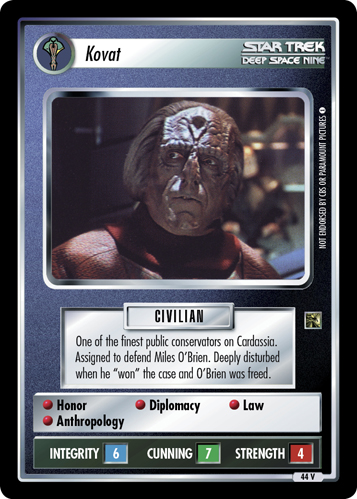 Kovat
STAR TREK
DEEP SPACE NINE™
NOT ENDORSED BY CBS OR PARAMOUNT PICTURES
CIVILIAN
One of the finest public conservators on Cardassia.
Assigned to defend Miles O'Brien. Deeply disturbed
when he "won" the case and O'Brien was freed.
Honor Diplomacy Law
Anthropology
INTEGRITY 6 CUNNING 7 STRENGTH 4
44 V